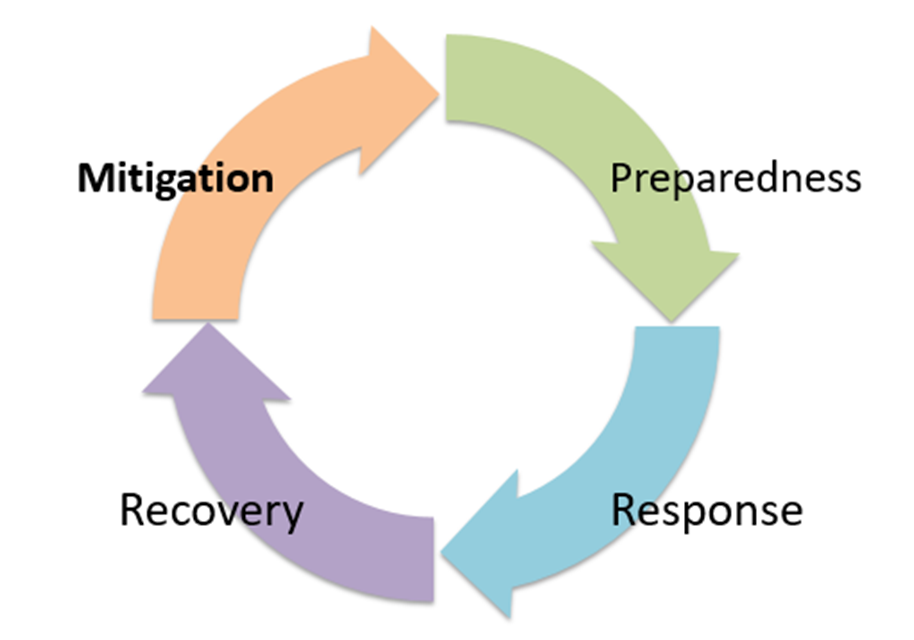 Mitigation
Preparedness
Recovery
Response